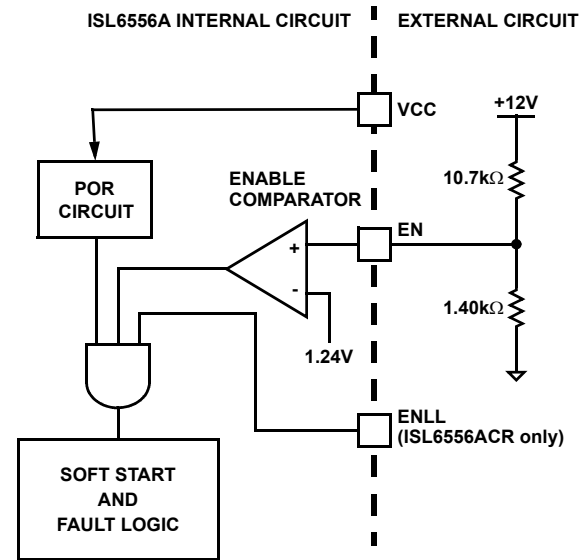 ISL6556A INTERNAL CIRCUIT
EXTERNAL CIRCUIT
VCC
+12V
POR
CIRCUIT
ENABLE
COMPARATOR
10.7kΩ
EN
+
-
1.24V
1.40kΩ
ENLL
(ISL6556ACR only)
SOFT START
AND
FAULT LOGIC